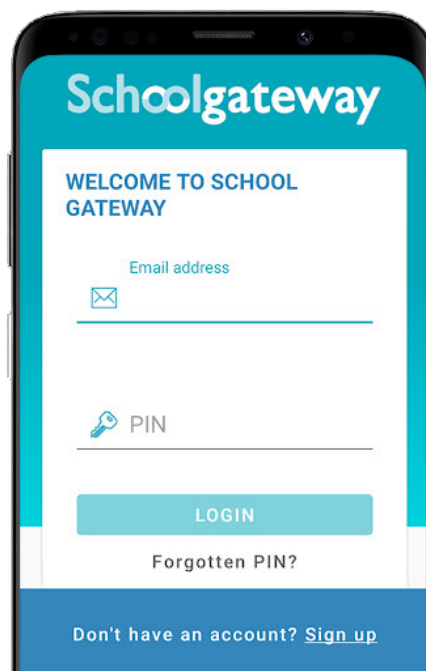 Schoolgateway
WELCOME TO SCHOOL
GATEWAY
Email address
PIN
LOGIN
Forgotten PIN?
Don't have an account? Sign up